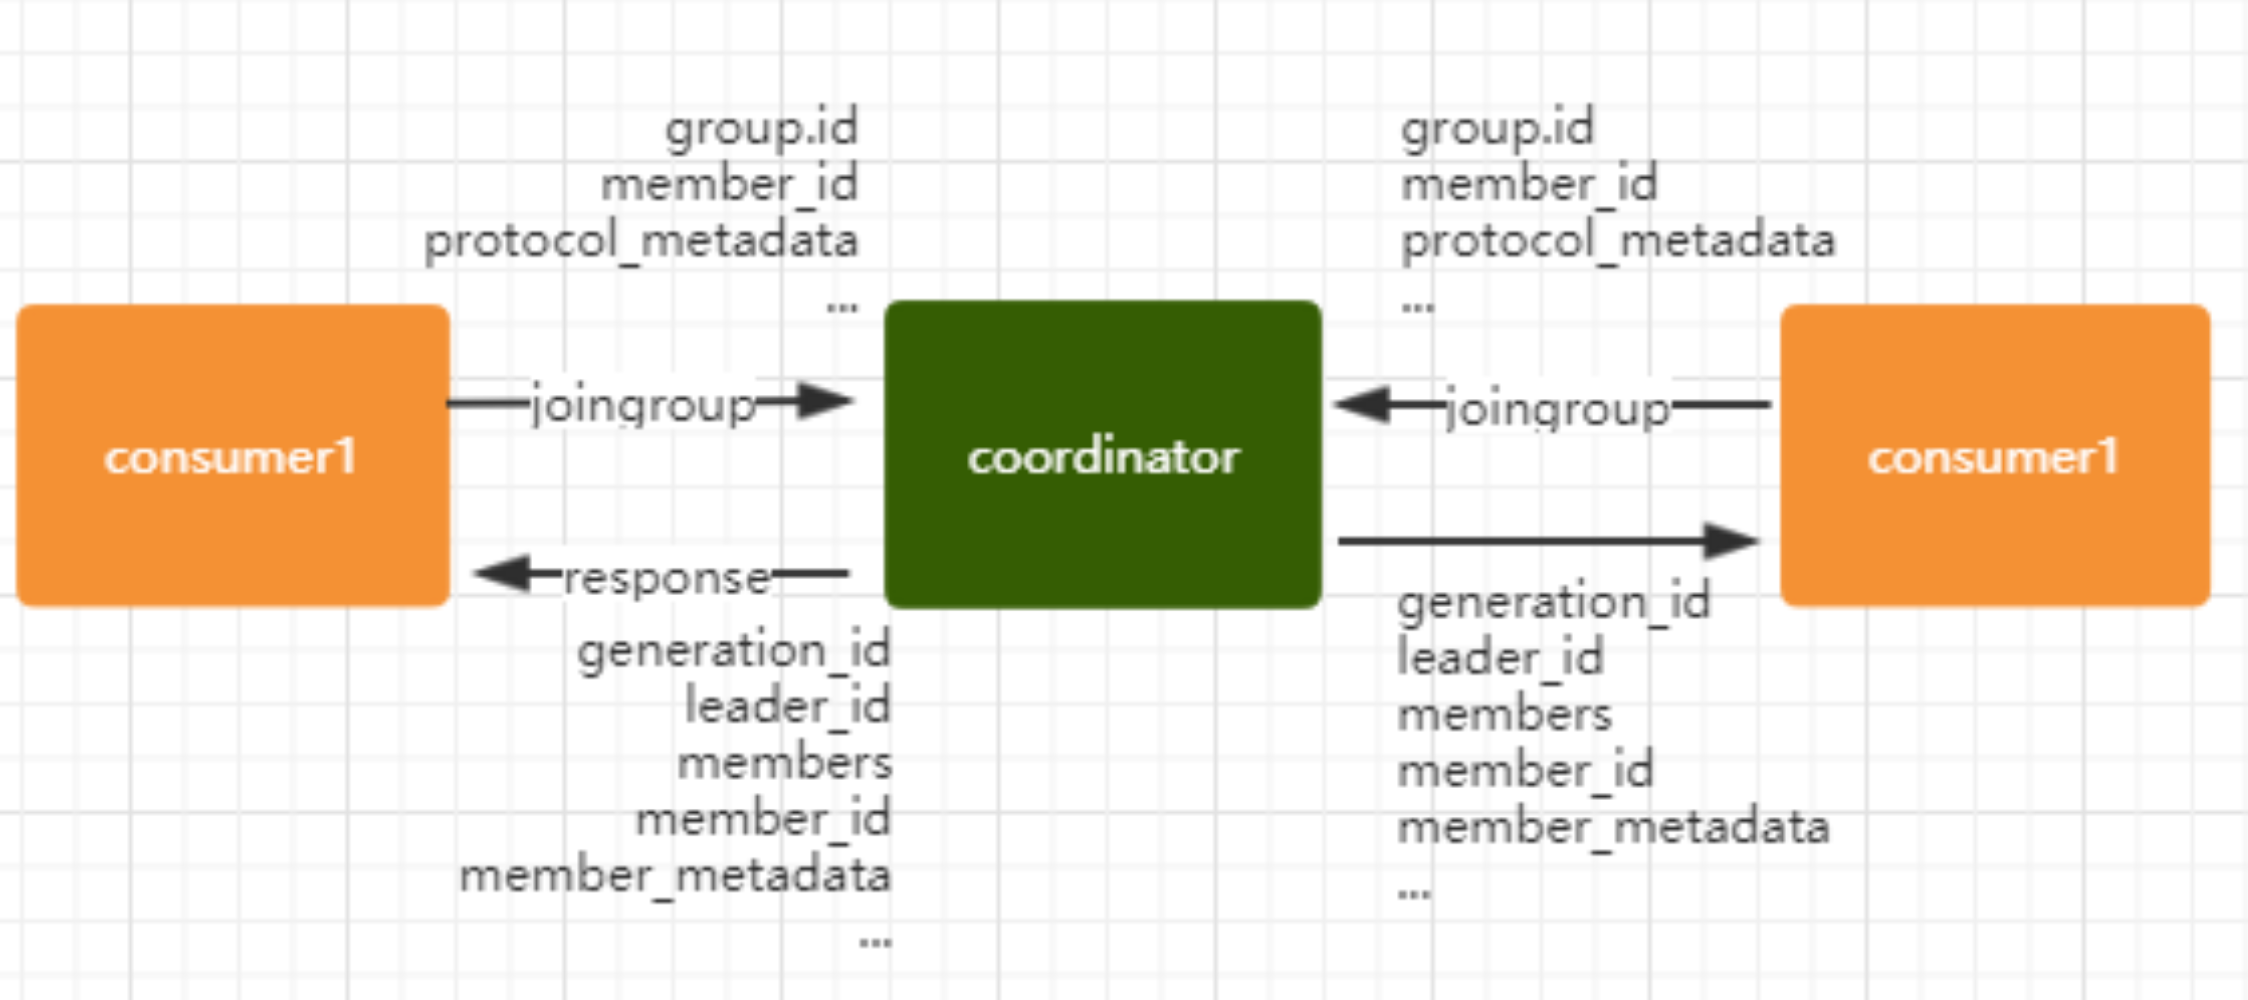 group.id
member_id
protocol_metadata
...
group.id
member_id
protocol_metadata
...
consumer1
joingroup
coordinator
joingroup
consumer1
response
generation_id
leader_id
members
member_id
member_metadata
...
generation_id
leader_id
members
member_id
member_metadata
...